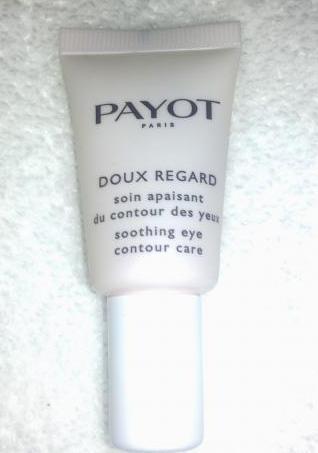 PAYOT
PARIS
DOUX REGARD
soin apaisant
du contour des yeux
soothing eye
contour care